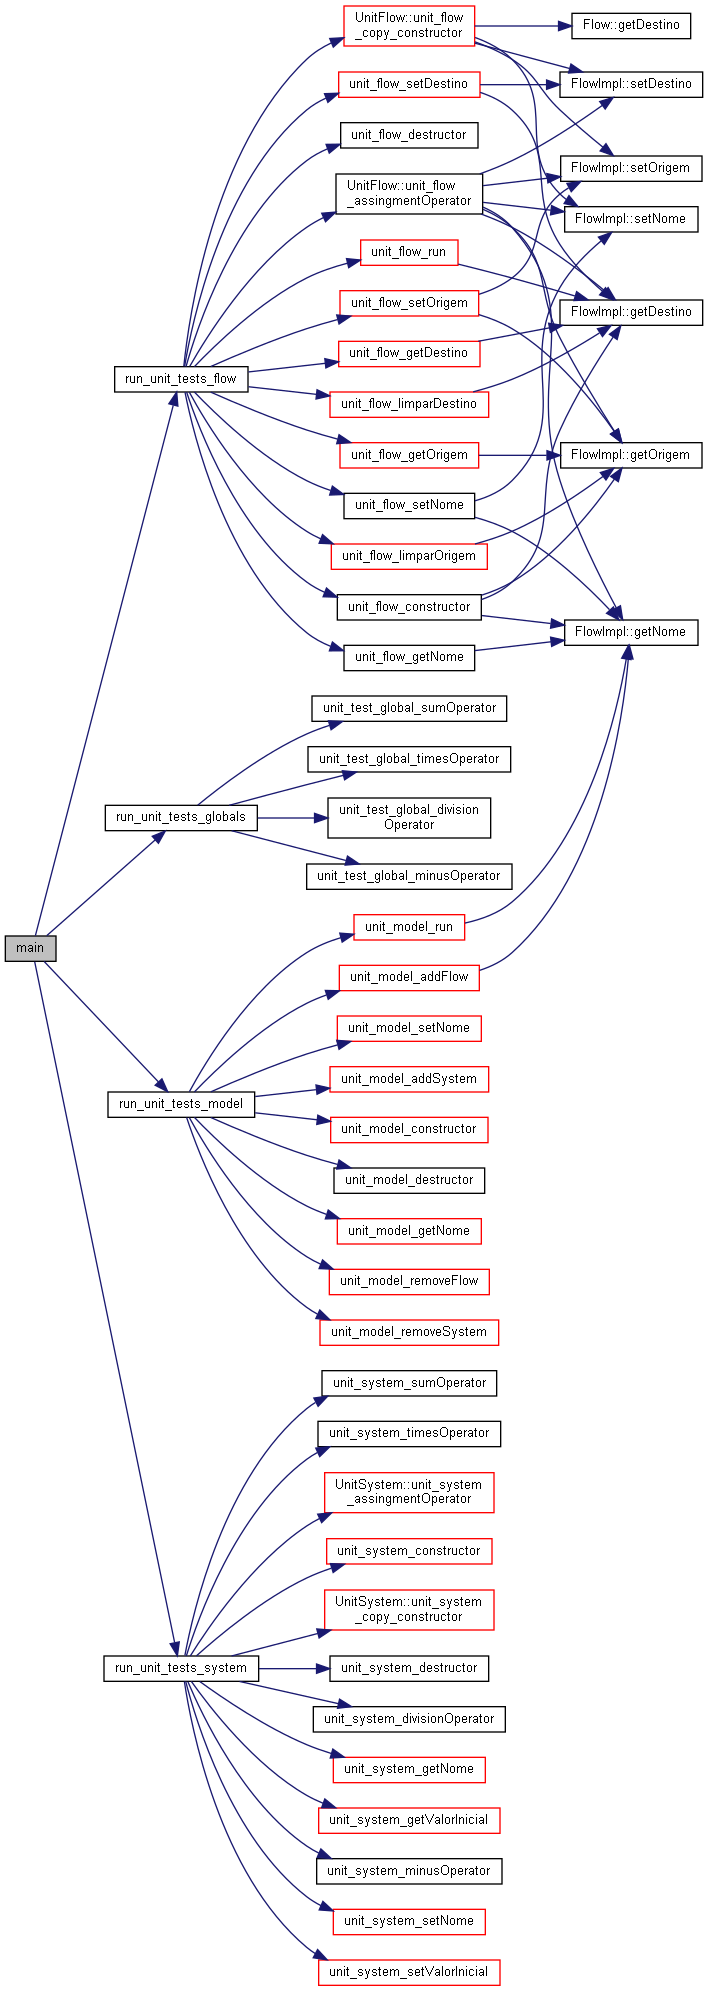 UnitFlow::unit_flow
_copy_constructor
Flow::getDestino
unit_flow_setDestino
FlowImpl::setDestino
unit_flow_destructor
UnitFlow::unit_flow
_assingmentOperator
FlowImpl::setOrigem
FlowImpl::setNome
unit_flow_run
unit_flow_setOrigem
FlowImpl::getDestino
unit_flow_getDestino
run_unit_tests_flow
unit_flow_limparDestino
unit_flow_getOrigem
FlowImpl::getOrigem
unit_flow_setNome
unit_flow_limparOrigem
unit_flow_constructor
FlowImpl::getNome
unit_flow_getNome
unit_test_global_sumOperator
unit_test_global_timesOperator
run_unit_tests_globals
unit_test_global_division
Operator
unit_test_global_minusOperator
main
unit_model_run
unit_model_addFlow
unit_model_setNome
unit_model_addSystem
run_unit_tests_model
unit_model_constructor
unit_model_destructor
unit_model_getNome
unit_model_removeFlow
unit_model_removeSystem
unit_system_sumOperator
unit_system_timesOperator
UnitSystem::unit_system
_assingmentOperator
unit_system_constructor
UnitSystem::unit_system
_copy_constructor
run_unit_tests_system
unit_system_destructor
unit_system_divisionOperator
unit_system_getNome
unit_system_getValorInicial
unit_system_minusOperator
unit_system_setNome
unit_system_setValorInicial